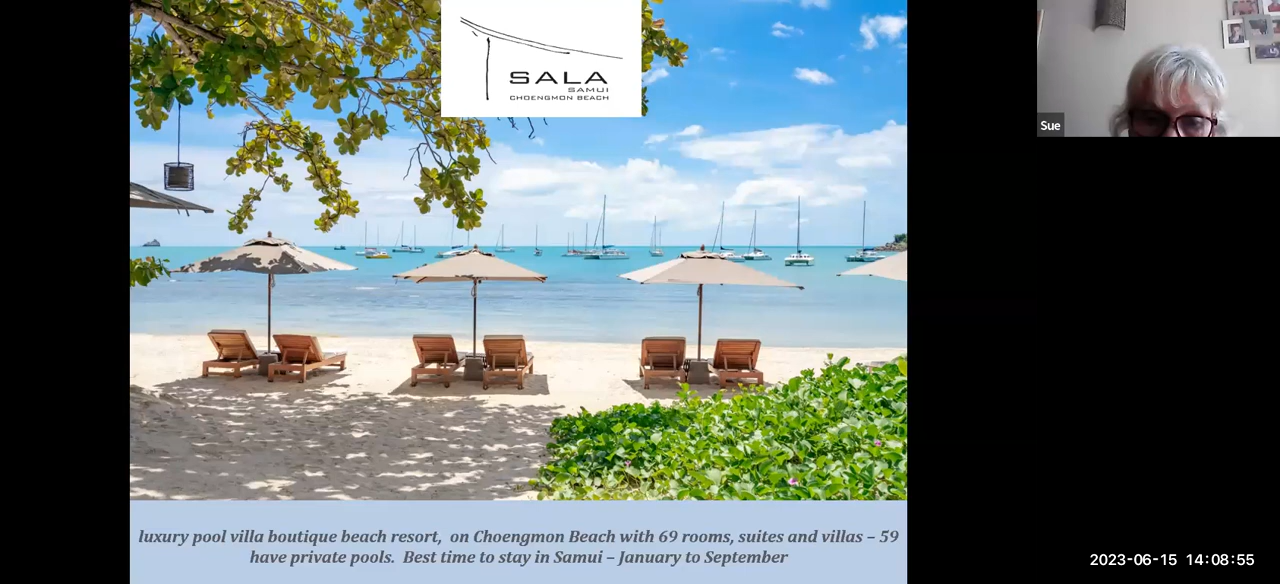 SALA
SAMUI
CHOENGMON BEACH
Sue
luxury pool villa boutique beach resort,  on Choengmon Beach with 69 rooms, suites and villas – 59
have private pools.  Best time to stay in Samui – January to September
2023-06-15 14:08:55